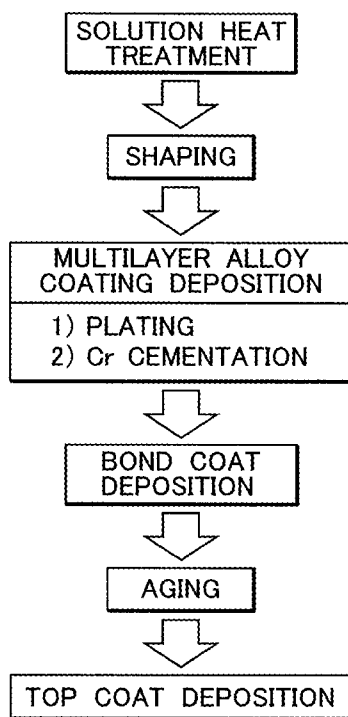 SOLUTION HEAT
TREATMENT
SHAPING
MULTILAYER ALLOY
COATING DEPOSITION
1) PLATING
2) Cr CEMENTATION
BOND COAT
DEPOSITION
AGING
TOP COAT DEPOSITION